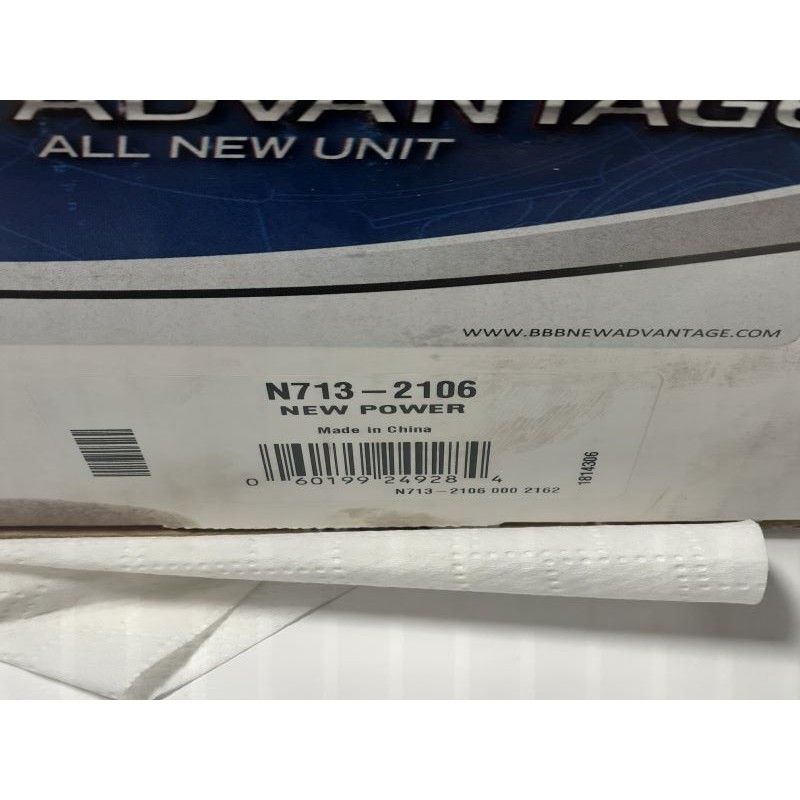 ADVANTAGE
ALL NEW UNIT
WWW.BBBNEWADVANTAGE.COM
N713-2106
NEW POWER
Made in China
0 60199 24928 4
N713-2106 000 2162
1814306